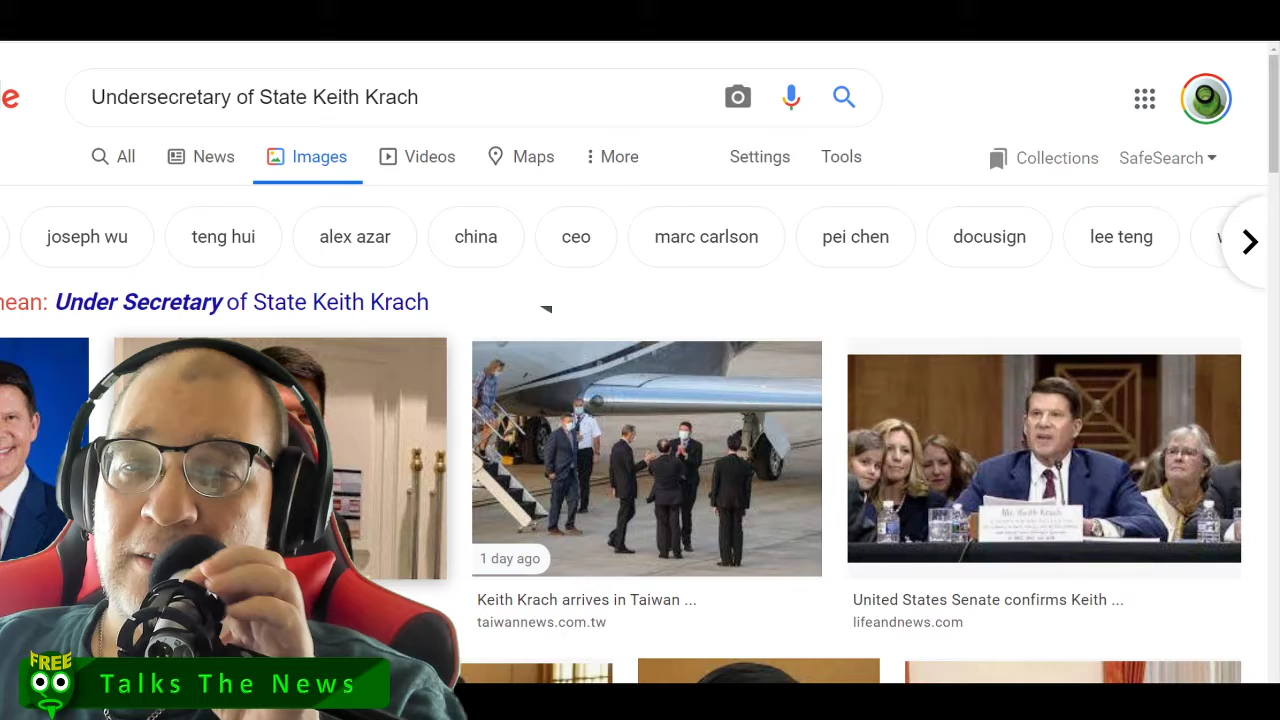 e
Undersecretary of State Keith Krach
All
News
Images
Videos
Maps
More
Settings
Tools
Collections
SafeSearch
joseph wu
teng hui
alex azar
china
ceo
marc carlson
pei chen
docusign
lee teng
nean: Under Secretary of State Keith Krach
1 day ago
Mr. Keith Krach
Keith Krach arrives in Taiwan ...
taiwannews.com.tw
United States Senate confirms Keith ...
lifeandnews.com
FREE
Talks The News